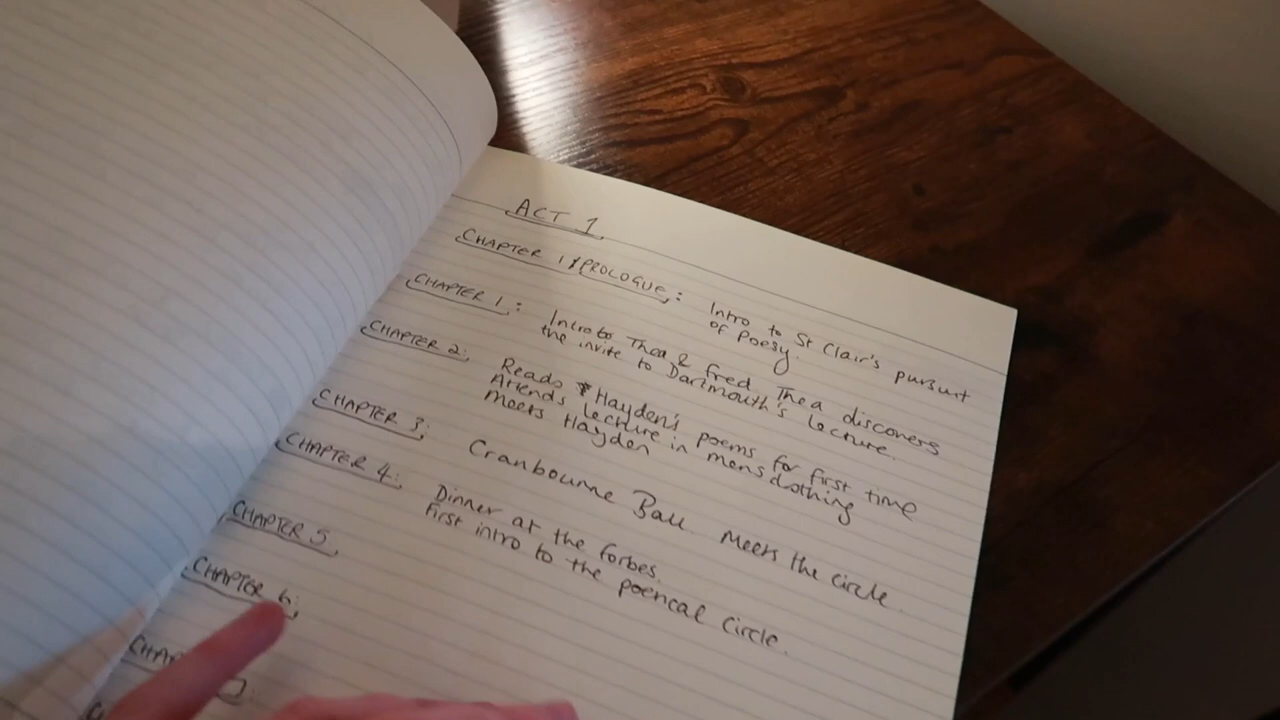 ACT 1
CHAPTER 1 PROLOGUE: Intro to St Clair's pursuit
of Poesy.
CHAPTER 1: Intro to Thea & Fred. Thea discovers
the invite to Dartmouth's lecture.
CHAPTER 2: Reads Hayden's poems for first time
Attends lecture in mens clothing
Meets Hayden
CHAPTER 3: Cranbourne Ball. Meets the circle.
CHAPTER 4: Dinner at the Forbes.
First intro to the poetical circle.
CHAPTER 5.
CHAPTER 6:
CHAP